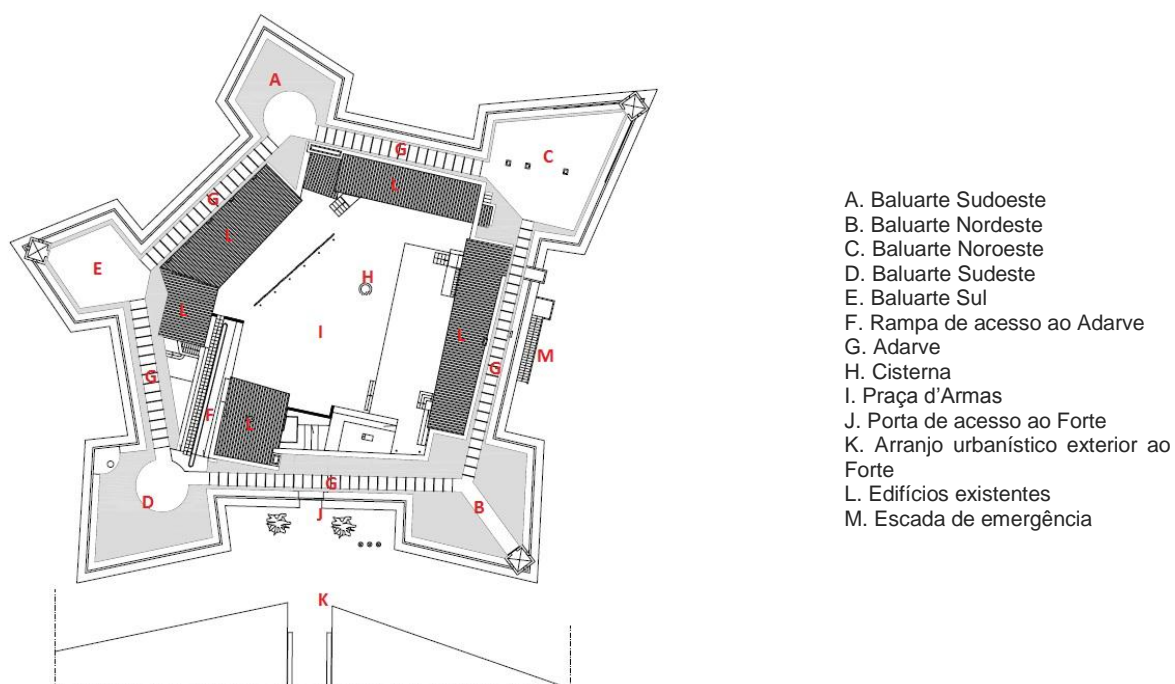 A
G
C
L
G
L
E
H
L
I
L
M
G
G
F
L
G
D
B
J
K
A. Baluarte Sudoeste
B. Baluarte Nordeste
C. Baluarte Noroeste
D. Baluarte Sudeste
E. Baluarte Sul
F. Rampa de acesso ao Adarve
G. Adarve
H. Cisterna
I. Praça d’Armas
J. Porta de acesso ao Forte
K. Arranjo urbanístico exterior ao
Forte
L. Edifícios existentes
M. Escada de emergência